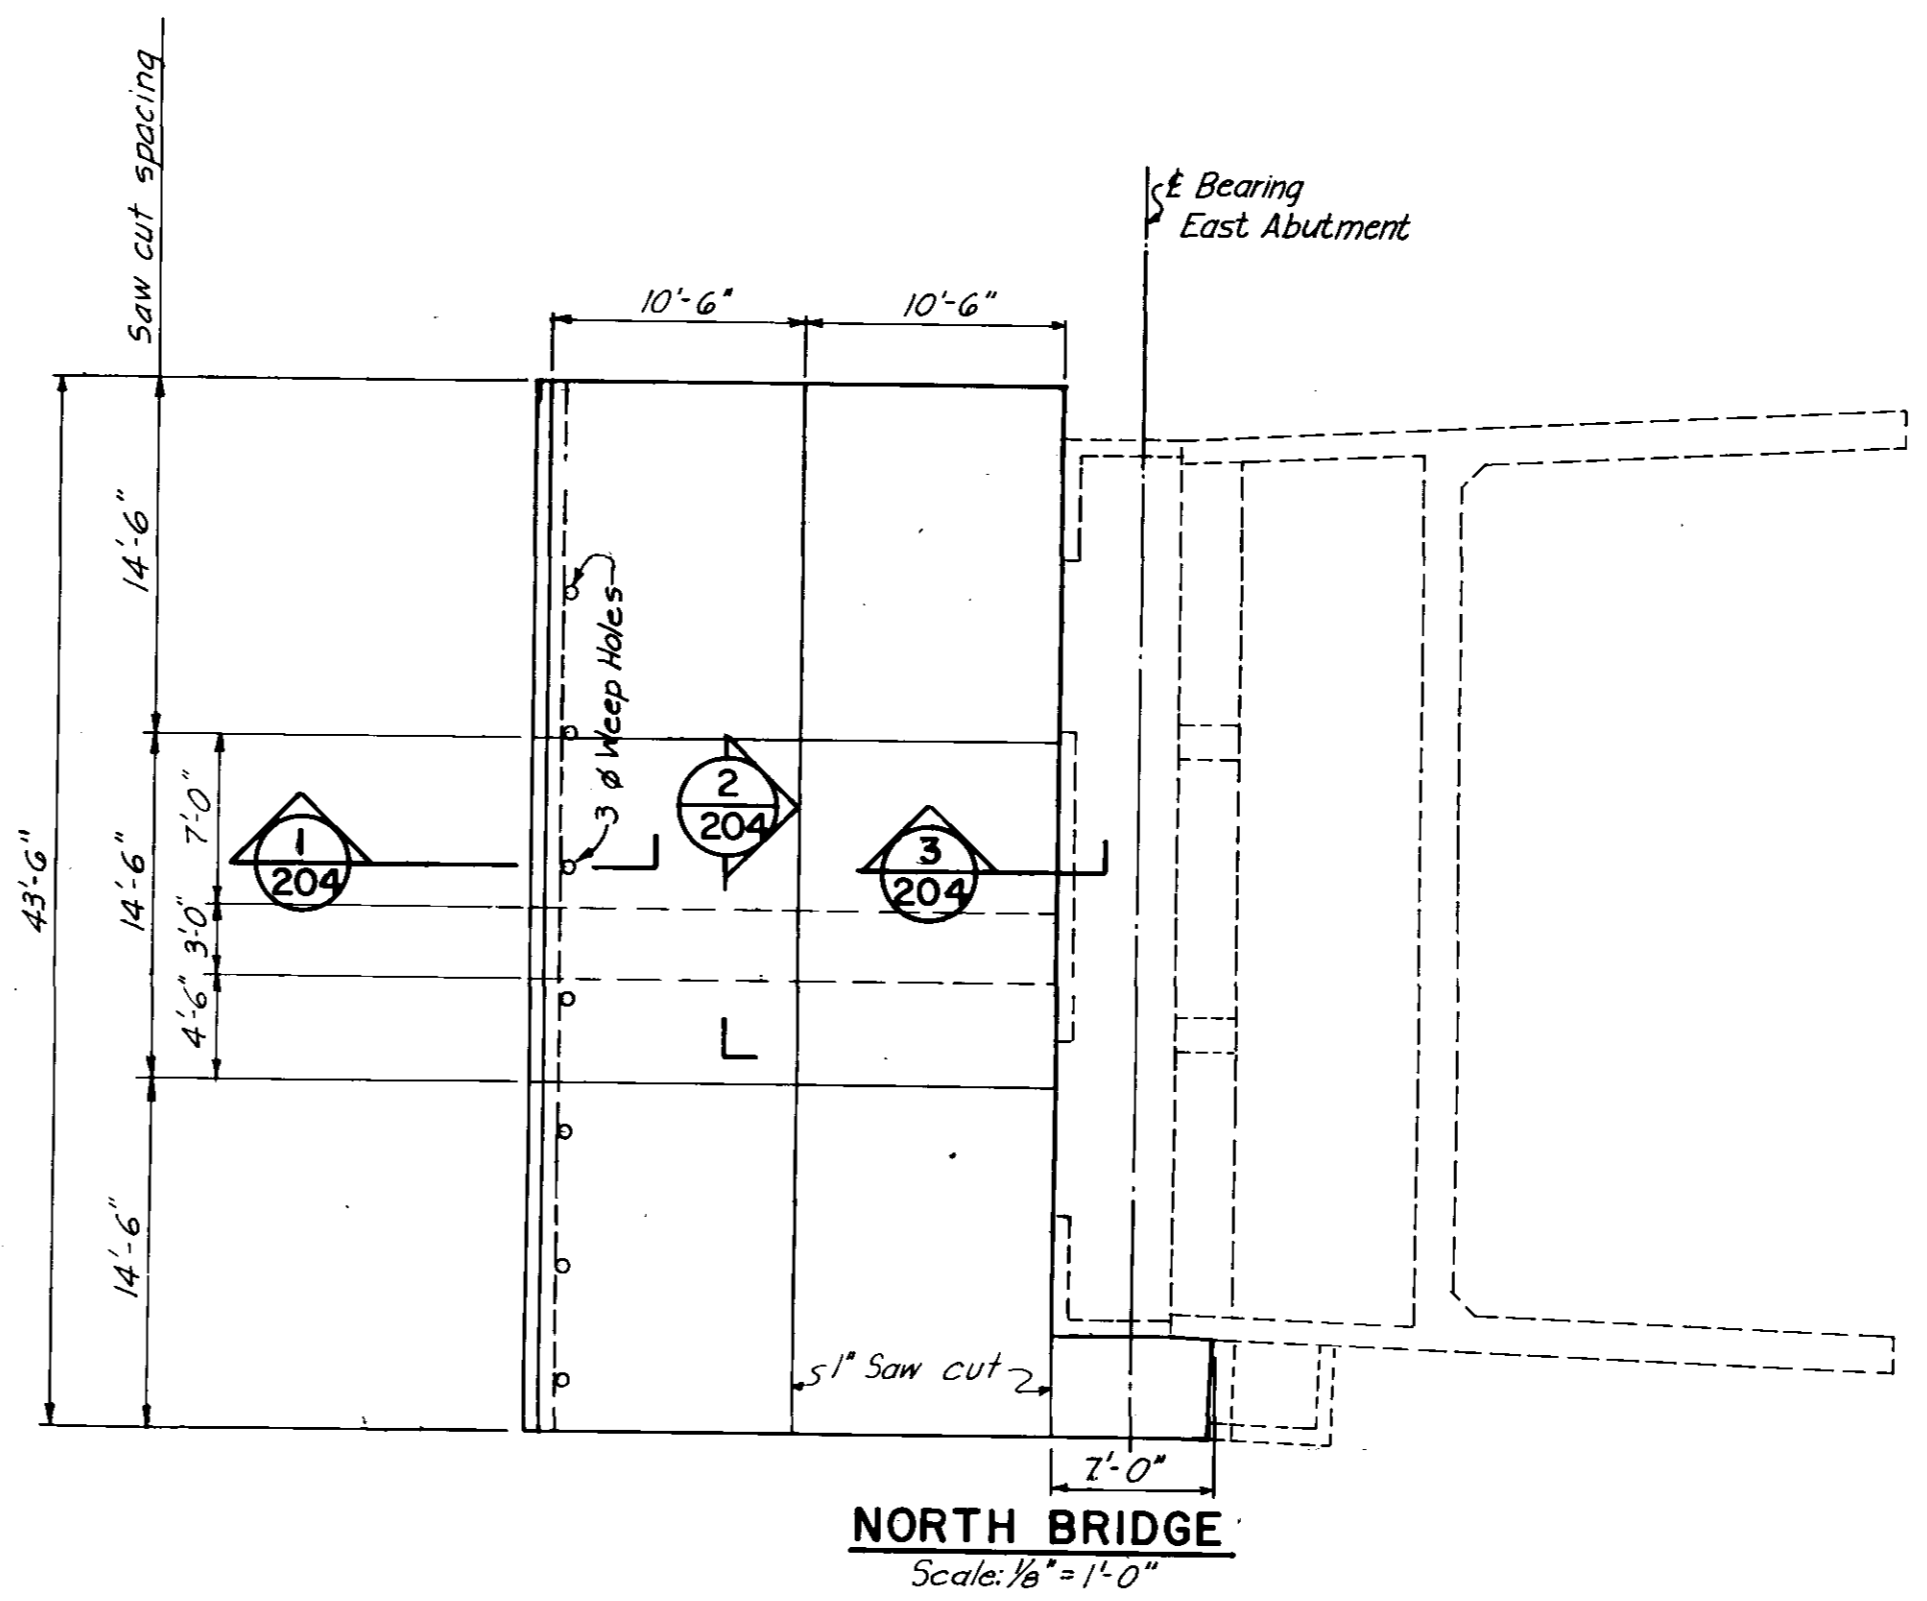 Saw cut spacing
℄ Bearing
East Abutment
10'-6"
10'-6"
43'-6"
14'-6"
14'-6"
14'-6"
7'-0"
3'-0"
4'-6"
3 ø Weep Holes
1
204
2
204
3
204
1" Saw cut
7'-0"
NORTH BRIDGE
Scale: 1/8" = 1'-0"